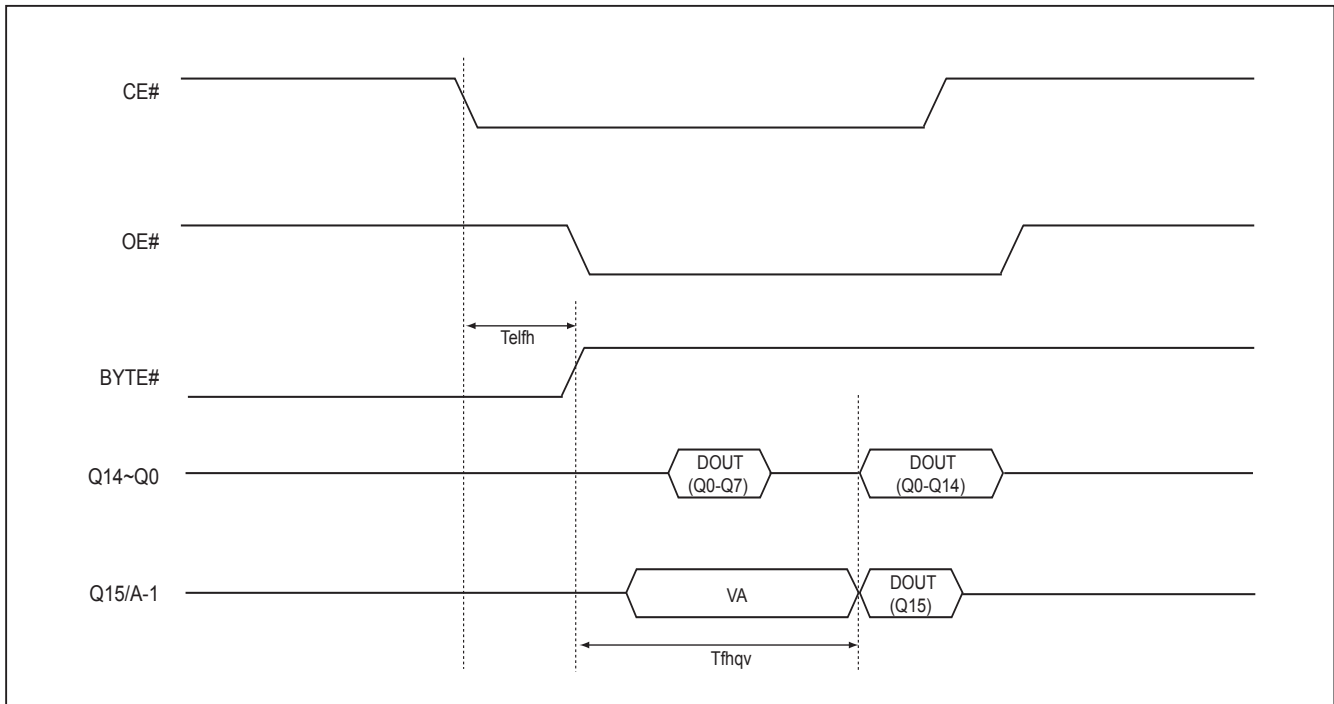 CE#
OE#
Telfh
BYTE#
Q14~Q0
DOUT
(Q0-Q7)
DOUT
(Q0-Q14)
Q15/A-1
VA
DOUT
(Q15)
Tfhqv